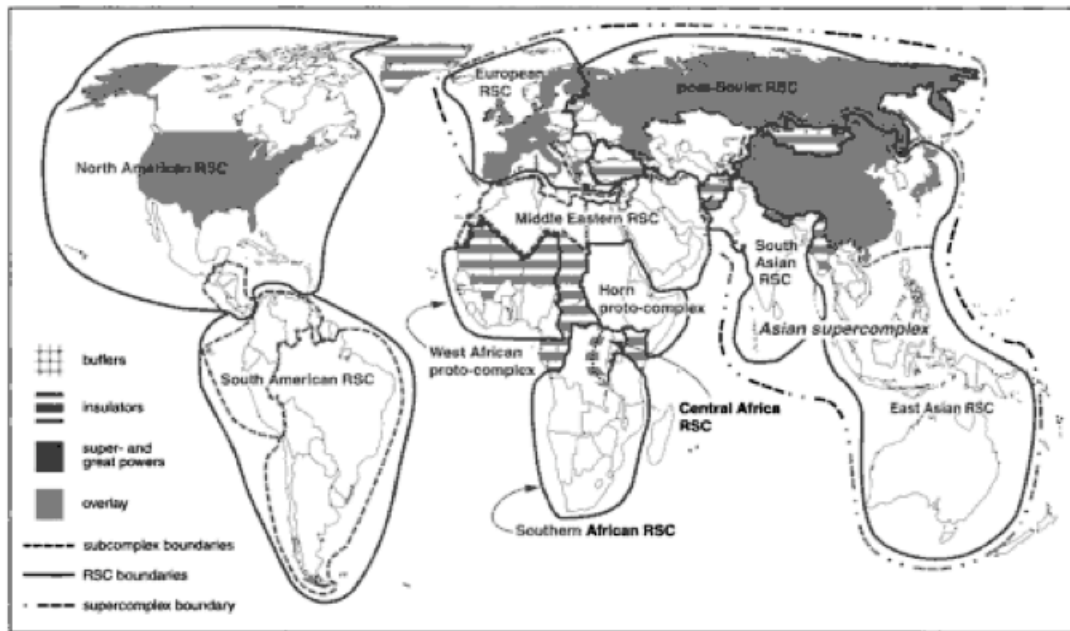 European
RSC
post-Soviet RSC
North American RSC
Middle Eastern RSC
South
Asian
RSC
Horn
proto-complex
Asian supercomplex
West African
proto-complex
South American RSC
Central Africa
RSC
East Asian RSC
Southern African RSC
buffers
insulators
super- and
great powers
overlay
subcomplex boundaries
RSC boundaries
supercomplex boundary